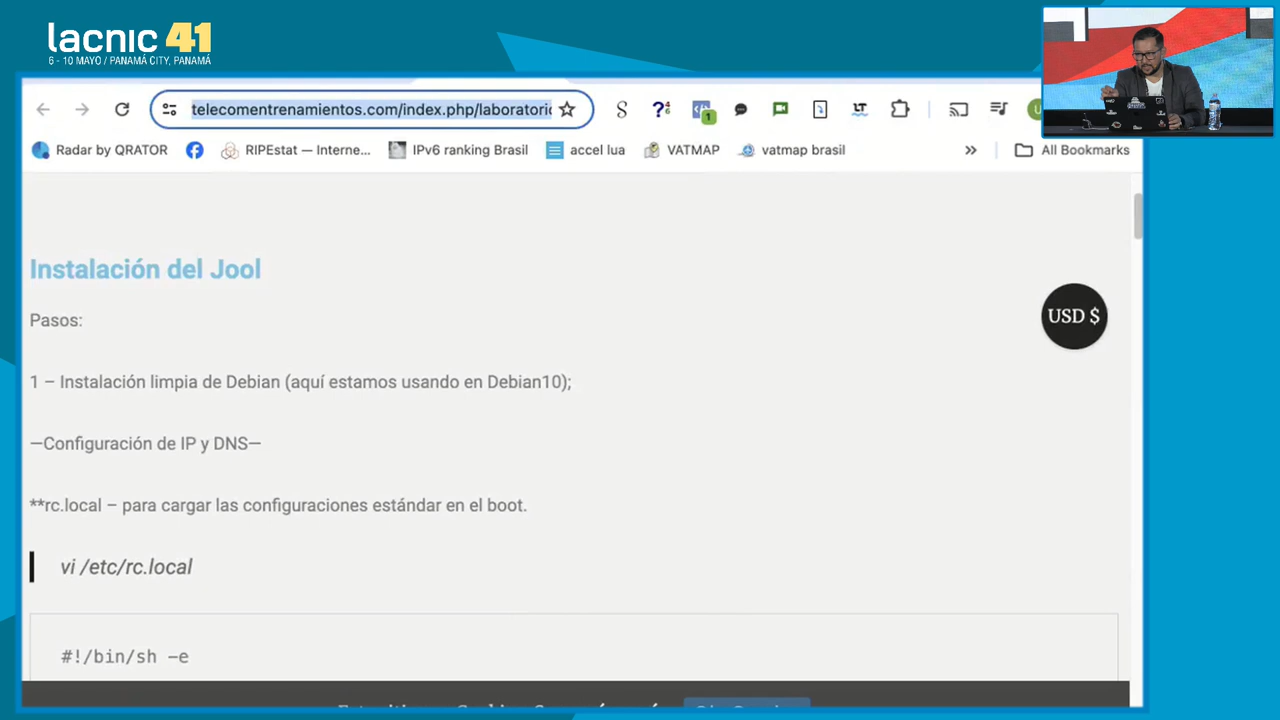 lacnic 41
6 - 10 MAYO / PANAMÁ CITY, PANAMÁ
telecomentrenamientos.com/index.php/laboratorio
1
Radar by QRATOR
RIPEstat — Interne...
IPv6 ranking Brasil
accel lua
VATMAP
vatmap brasil
»
All Bookmarks
Instalación del Jool
USD $
Pasos:
1 – Instalación limpia de Debian (aquí estamos usando en Debian10);
—Configuración de IP y DNS—
**rc.local – para cargar las configuraciones estándar en el boot.
vi /etc/rc.local
#!/bin/sh -e